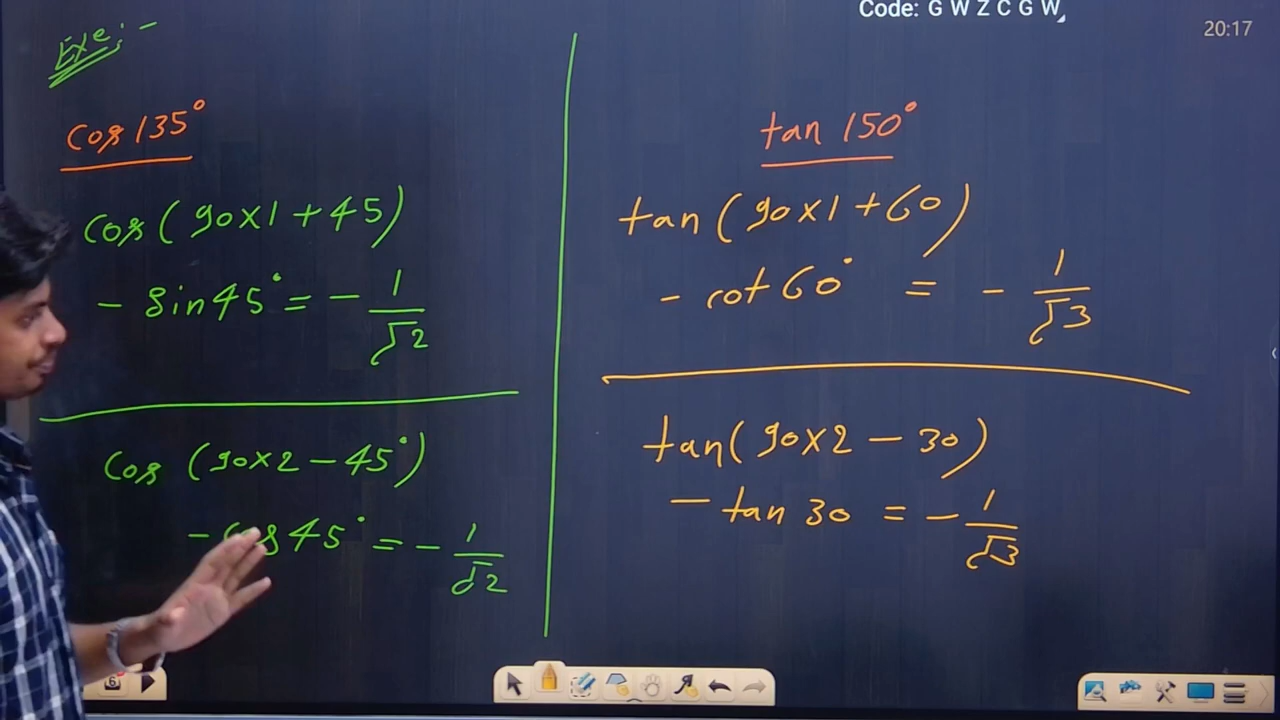 Code: G W Z C G W
20:17
Exe:-
cos 135°
cos (90×1+45)
- sin 45° = - 1/√2
cos (90×2-45°)
- cos 45° = - 1/√2
tan 150°
tan (90×1+60)
- cot 60° = - 1/√3
tan (90×2-30)
- tan 30 = - 1/√3